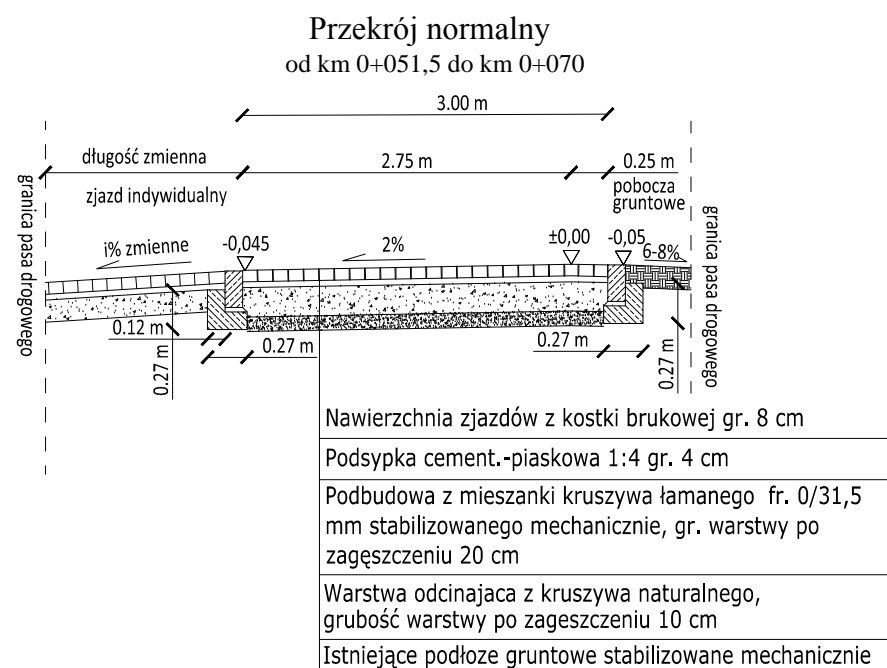 Przekrój normalny
od km 0+051,5 do km 0+070
3.00 m
długość zmienna
2.75 m
0.25 m
zjazd indywidualny
pobocza
gruntowe
granica pasa drogowego
granica pasa drogowego
i% zmienne
-0,045
2%
±0,00
-0,05
6-8%
0.12 m
0.27 m
0.27 m
0.27 m
0.27 m
Nawierzchnia zjazdów z kostki brukowej gr. 8 cm
Podsypka cement.-piaskowa 1:4 gr. 4 cm
Podbudowa z mieszanki kruszywa łamanego fr. 0/31,5
mm stabilizowanego mechanicznie, gr. warstwy po
zagęszczeniu 20 cm
Warstwa odcinajaca z kruszywa naturalnego,
grubość warstwy po zageszczeniu 10 cm
Istniejące podłoze gruntowe stabilizowane mechanicznie